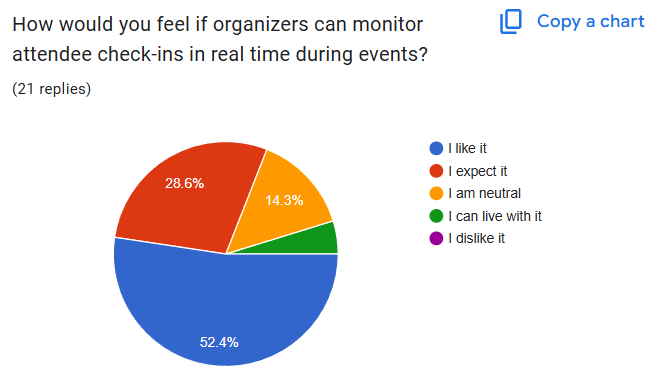 How would you feel if organizers can monitor
attendee check-ins in real time during events?
Copy a chart
(21 replies)
28.6%
14.3%
52.4%
I like it
I expect it
I am neutral
I can live with it
I dislike it